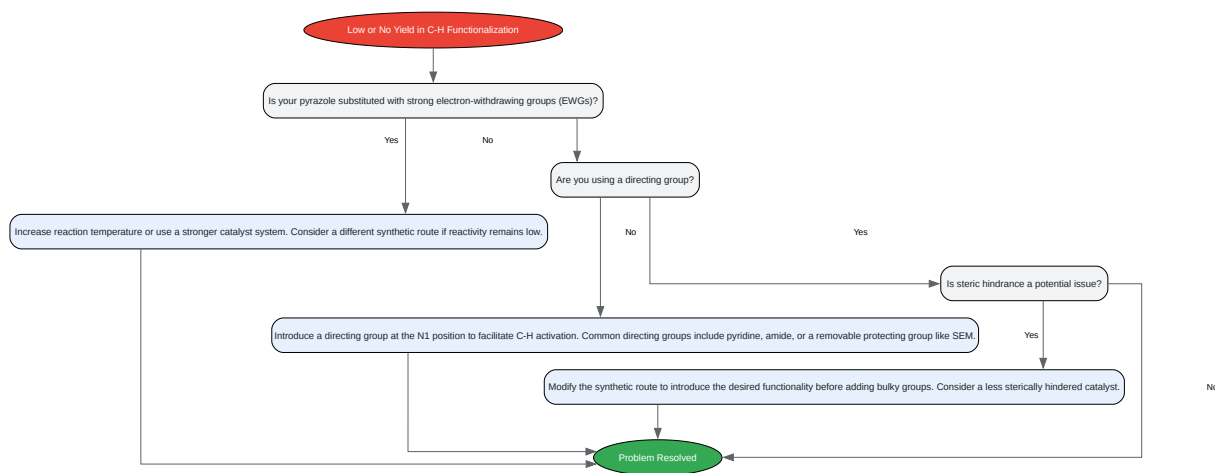 Low or No Yield in C-H Functionalization
Is your pyrazole substituted with strong electron-withdrawing groups (EWGs)?
Yes
No
Are you using a directing group?
Increase reaction temperature or use a stronger catalyst system. Consider a different synthetic route if reactivity remains low.
No
Yes
Is steric hindrance a potential issue?
Introduce a directing group at the N1 position to facilitate C-H activation. Common directing groups include pyridine, amide, or a removable protecting group like SEM.
Yes
Modify the synthetic route to introduce the desired functionality before adding bulky groups. Consider a less sterically hindered catalyst.
No
Problem Resolved